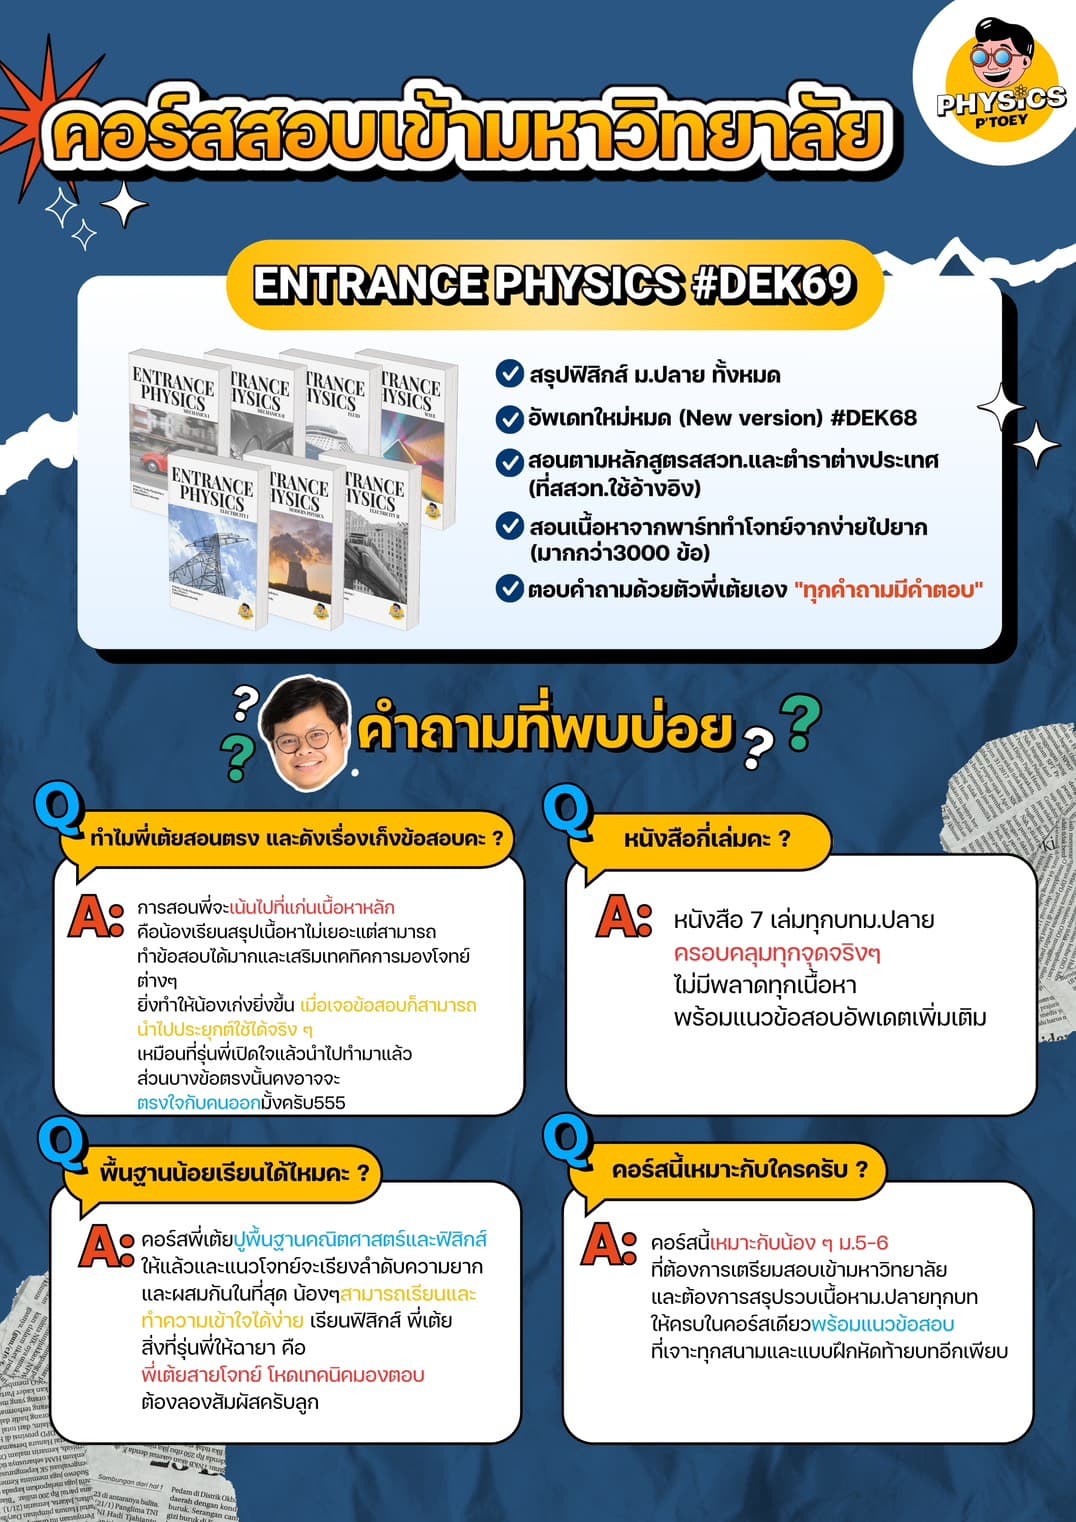 คอร์สสอบเข้ามหาวิทยาลัย
PHYSICS
P'TOEY
ENTRANCE PHYSICS #DEK69
ENTRANCE
PHYSICS
MECHANICS I
MECHANICS II
FLUID
WAVE
ENTRANCE
PHYSICS
ELECTRICITY I
MODERN PHYSICS
ELECTRICITY II
สรุปฟิสิกส์ ม.ปลาย ทั้งหมด
อัพเดทใหม่หมด (New version) #DEK68
สอนตามหลักสูตรสสวท.และตำราต่างประเทศ
(ที่สสวท.ใช้อ้างอิง)
สอนเนื้อหาจากพาร์ททำโจทย์จากง่ายไปยาก
(มากกว่า3000 ข้อ)
ตอบคำถามด้วยตัวพี่เต้ยเอง "ทุกคำถามมีคำตอบ"
??
คำถามที่พบบ่อย
??
Q
ทำไมพี่เต้ยสอนตรง และดังเรื่องเก็งข้อสอบคะ ?
A:
การสอนพี่จะเน้นไปที่แก่นเนื้อหาหลัก
คือน้องเรียนสรุปเนื้อหาไม่เยอะแต่สามารถ
ทำข้อสอบได้มากและเสริมเทคทิคการมองโจทย์
ต่างๆ
ยิ่งทำให้น้องเก่งยิ่งขึ้น เมื่อเจอข้อสอบก็สามารถ
นำไปประยุกต์ใช้ได้จริง ๆ
เหมือนที่รุ่นพี่เปิดใจแล้วนำไปทำมาแล้ว
ส่วนบางข้อตรงนั้นคงอาจจะ
ตรงใจกับคนออกมั้งครับ555
Q
หนังสือกี่เล่มคะ ?
A:
หนังสือ 7 เล่มทุกบทม.ปลาย
ครอบคลุมทุกจุดจริงๆ
ไม่มีพลาดทุกเนื้อหา
พร้อมแนวข้อสอบอัพเดตเพิ่มเติม
Q
พื้นฐานน้อยเรียนได้ไหมคะ ?
A:
คอร์สพี่เต้ยปูพื้นฐานคณิตศาสตร์และฟิสิกส์
ให้แล้วและแนวโจทย์จะเรียงลำดับความยาก
และผสมกันในที่สุด น้องๆสามารถเรียนและ
ทำความเข้าใจได้ง่าย เรียนฟิสิกส์ พี่เต้ย
สิ่งที่รุ่นพี่ให้ฉายา คือ
พี่เต้ยสายโจทย์ โหดเทคนิคมองตอบ
ต้องลองสัมผัสครับลูก
Q
คอร์สนี้เหมาะกับใครครับ ?
A:
คอร์สนี้เหมาะกับน้อง ๆ ม.5-6
ที่ต้องการเตรียมสอบเข้ามหาวิทยาลัย
และต้องการสรุปรวบเนื้อหาม.ปลายทุกบท
ให้ครบในคอร์สเดียวพร้อมแนวข้อสอบ
ที่เจาะทุกสนามและแบบฝึกหัดท้ายบทอีกเพียบ
Sambungan dari hal 1